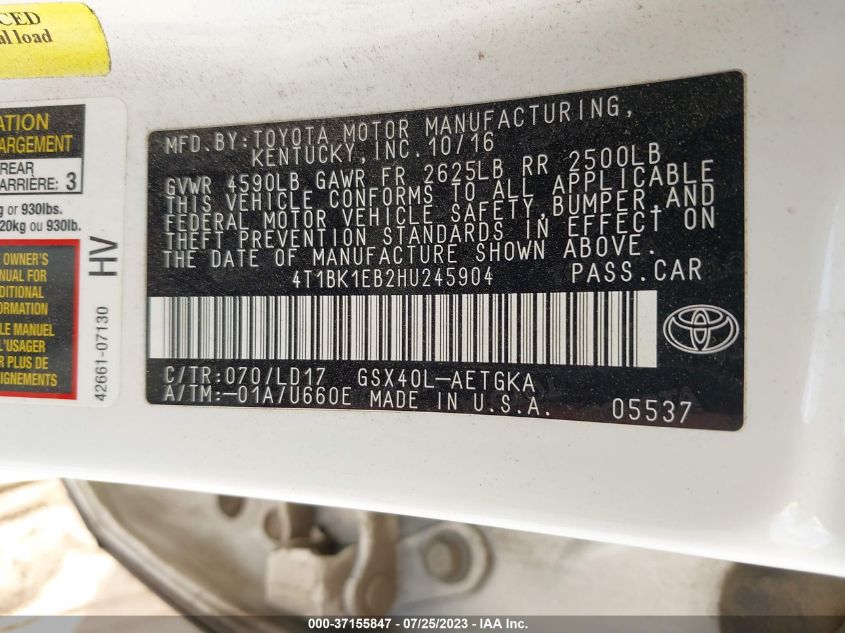 CED
al load
ATION
ARGEMENT
REAR
ARRIÈRE: 3
g or 930lbs.
20kg ou 930lb.
OWNER'S
NUAL FOR
DITIONAL
ORMATION
LE MANUEL
L'USAGER
R PLUS DE
IGNEMENTS
HV
42661-07130
MFD. BY: TOYOTA MOTOR MANUFACTURING,
KENTUCKY, INC. 10/16
GVWR 4590LB GAWR FR 2625LB RR 2500LB
THIS VEHICLE CONFORMS TO ALL APPLICABLE
FEDERAL MOTOR VEHICLE SAFETY, BUMPER, AND
THEFT PREVENTION STANDARDS IN EFFECT ON
THE DATE OF MANUFACTURE SHOWN ABOVE.
4T1BK1EB2HU245904 PASS.CAR
C/TR: 070/LD17 GSX40L-AETGKA
A/TM: -01A/U660E MADE IN U.S.A. 05537
000-37155847 - 07/25/2023 - IAA Inc.